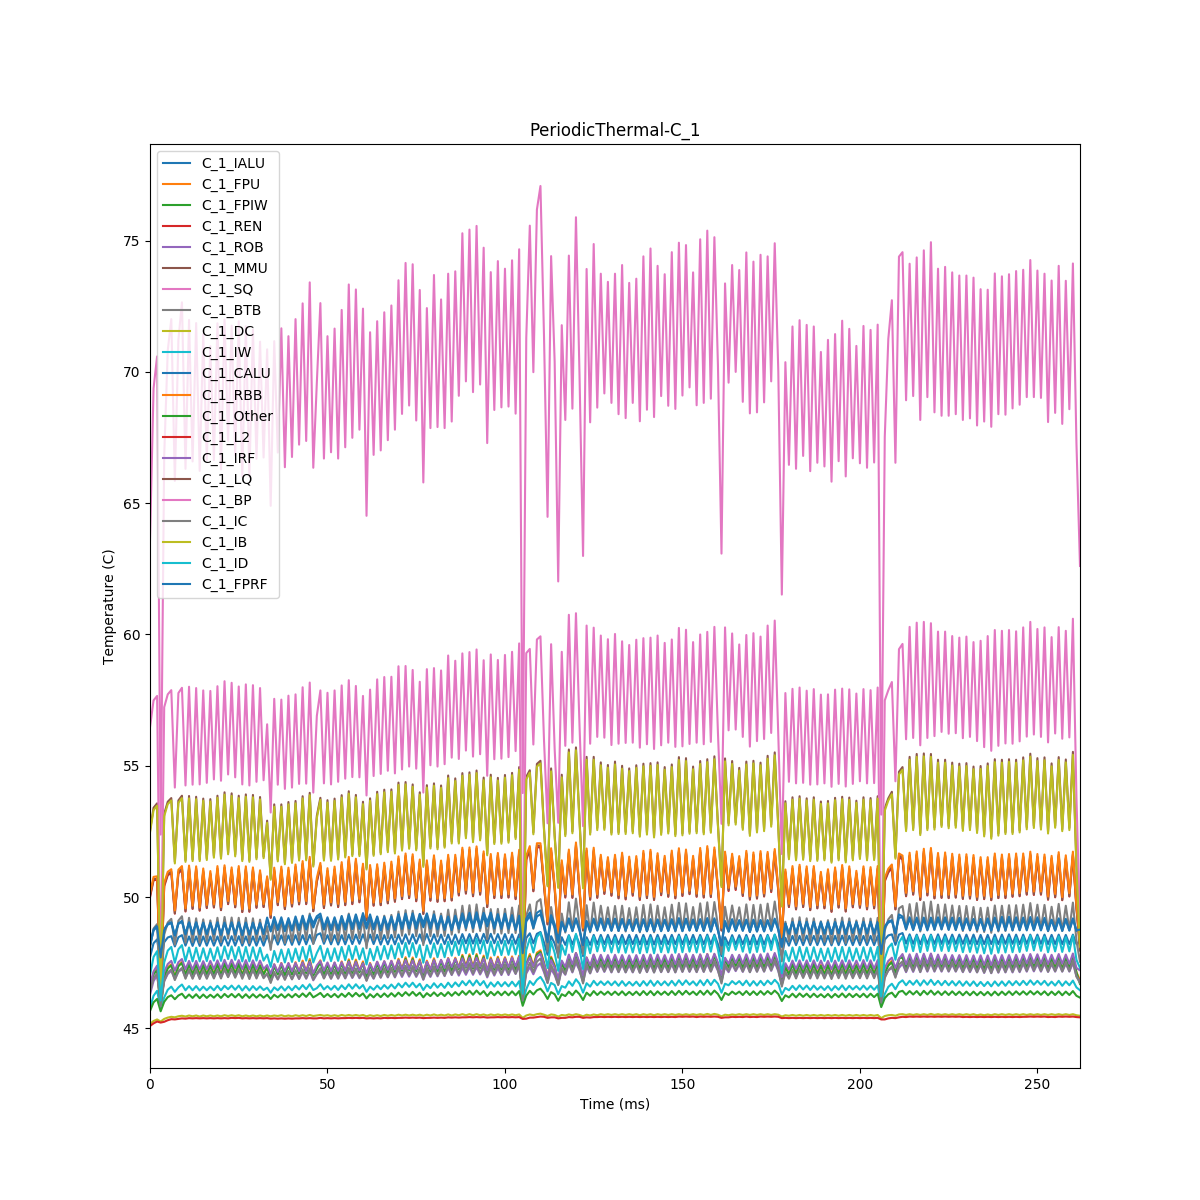 PeriodicThermal-C_1
C_1_IALU
C_1_FPU
C_1_FPIW
C_1_REN
C_1_ROB
C_1_MMU
C_1_SQ
C_1_BTB
C_1_DC
C_1_IW
C_1_CALU
C_1_RBB
C_1_Other
C_1_L2
C_1_IRF
C_1_LQ
C_1_BP
C_1_IC
C_1_IB
C_1_ID
C_1_FPRF
75
70
65
60
55
50
45
Temperature (C)
0 50 100 150 200 250
Time (ms)